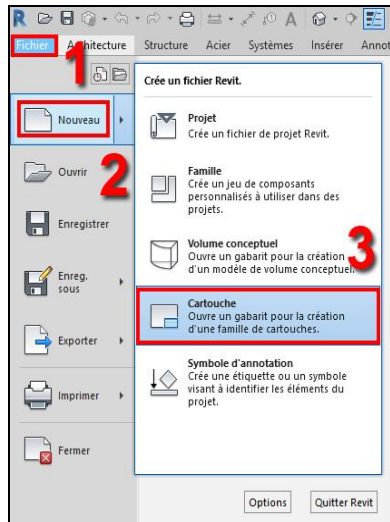 Fichier Architecture Structure Acier Systèmes Insérer Annot
1
Crée un fichier Revit.
Nouveau
2
Ouvrir
Enregistrer
Enreg.
sous
Exporter
Imprimer
Fermer
Projet
Crée un fichier de projet Revit.
Famille
Crée un jeu de composants
personnalisés à utiliser dans des
projets.
Volume conceptuel
Ouvre un gabarit pour la création
d'un modèle de volume conceptuel.
3
Cartouche
Ouvre un gabarit pour la création
d'une famille de cartouches.
Symbole d'annotation
Crée une étiquette ou un symbole
visant à identifier les éléments du
projet.
Options Quitter Revit